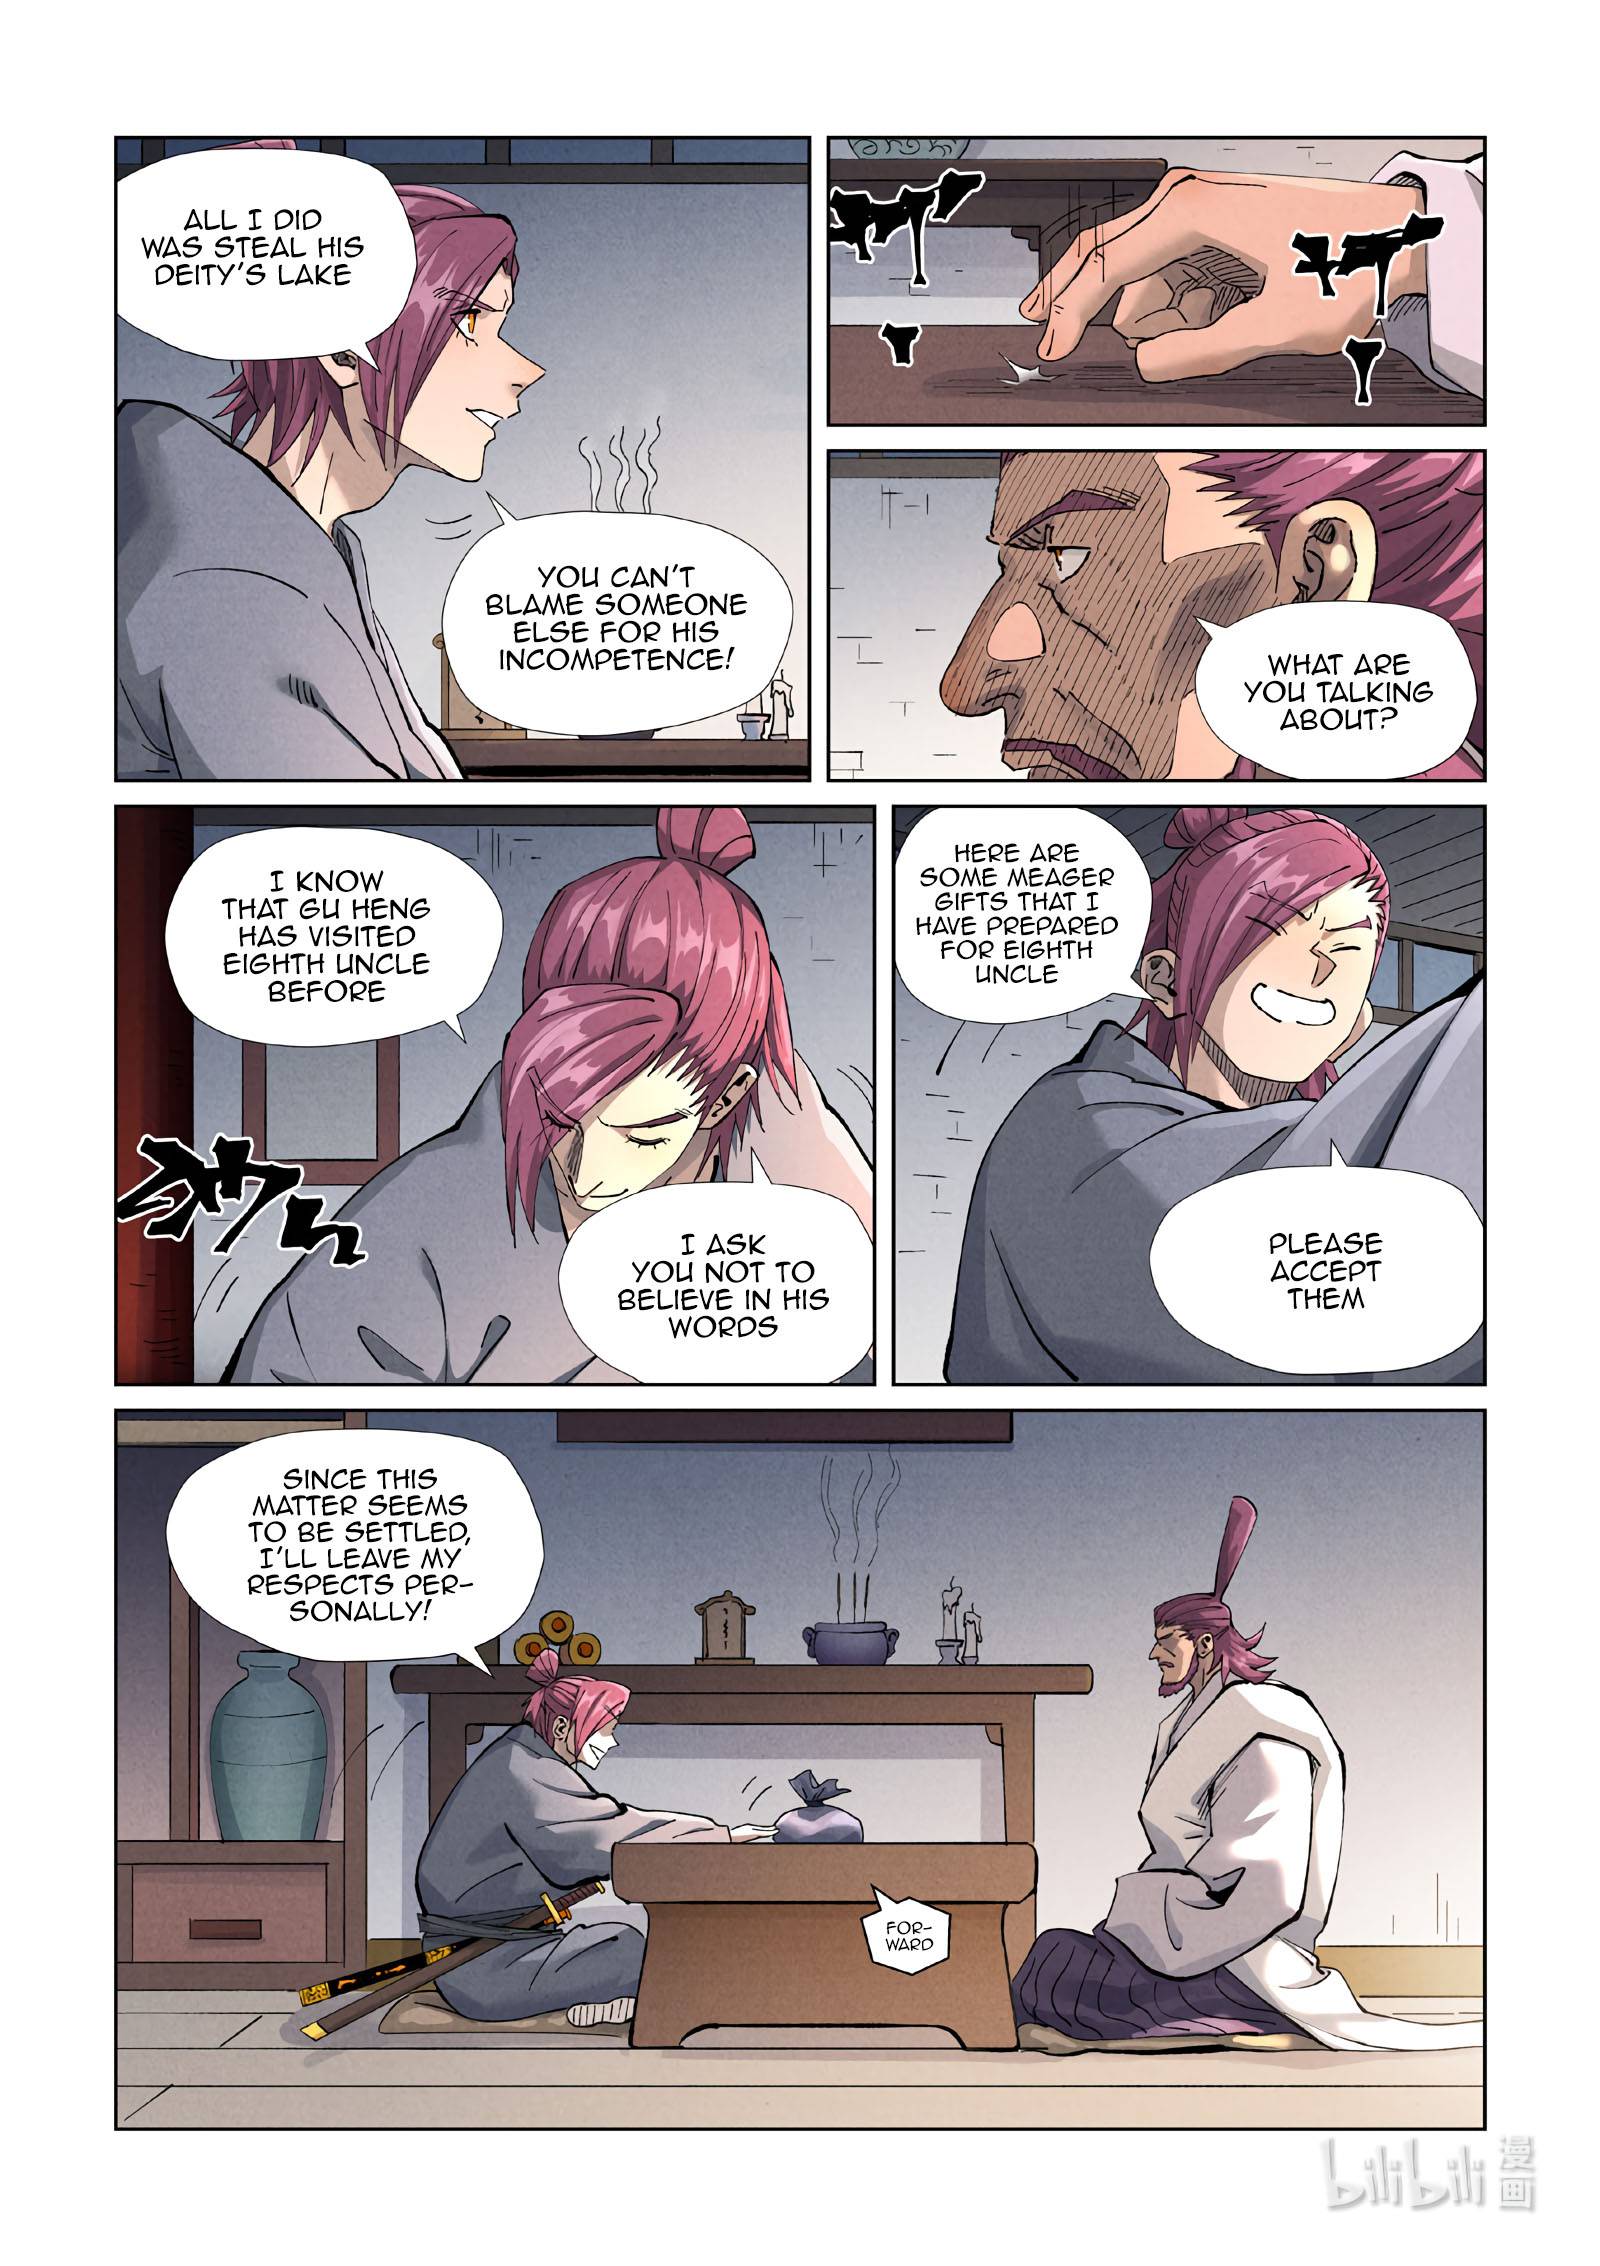 ALL I DID
WAS STEAL HIS
DEITY'S LAKE
YOU CAN'T
BLAME SOMEONE
ELSE FOR HIS
INCOMPETENCE!
WHAT ARE
YOU TALKING
ABOUT?
I KNOW
THAT GU HENG
HAS VISITED
EIGHTH UNCLE
BEFORE
I ASK
YOU NOT TO
BELIEVE IN HIS
WORDS
HERE ARE
SOME MEAGER
GIFTS THAT I
HAVE PREPARED
FOR EIGHTH
UNCLE
PLEASE
ACCEPT
THEM
SINCE THIS
MATTER SEEMS
TO BE SETTLED,
I'LL LEAVE MY
RESPECTS PER-
SONALLY!
FOR-
WARD
bilibili 漫画